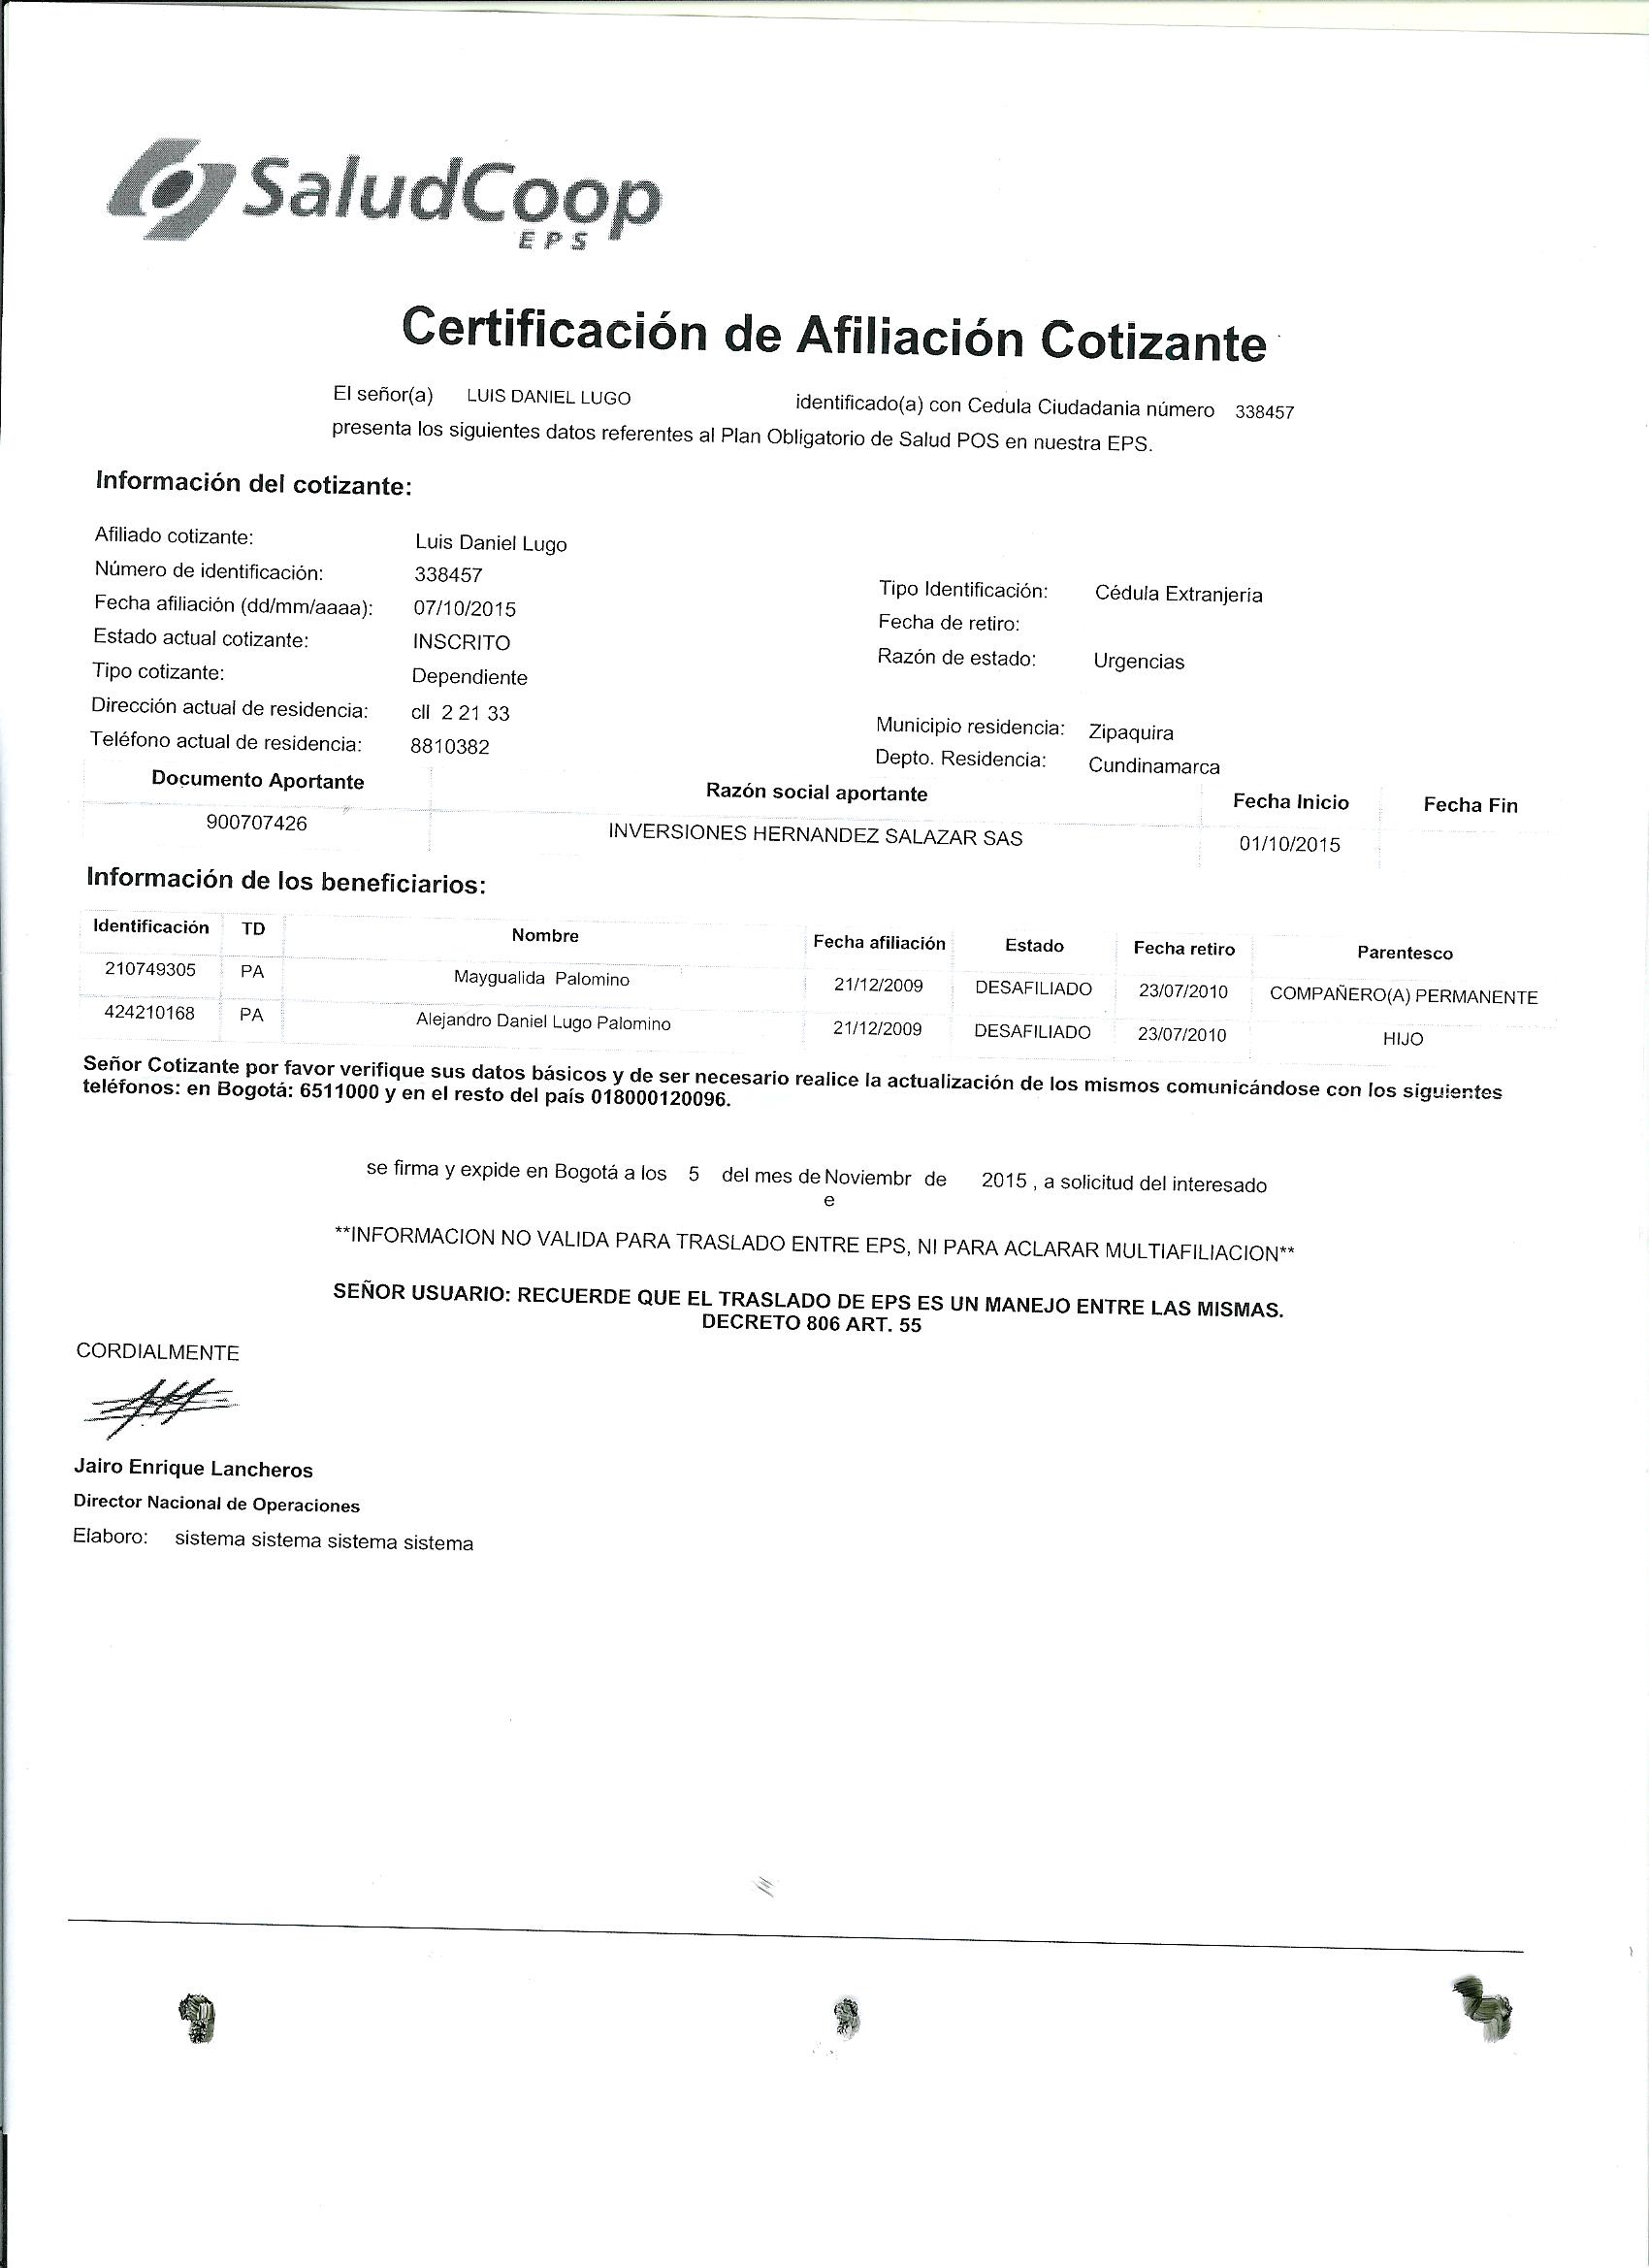 SaludCoop
EPS
Certificación de Afiliación Cotizante
El señor(a) LUIS DANIEL LUGO identificado(a) con Cedula Ciudadania número 338457
presenta los siguientes datos referentes al Plan Obligatorio de Salud POS en nuestra EPS.
Información del cotizante:
Afiliado cotizante: Luis Daniel Lugo
Número de identificación: 338457 Tipo Identificación: Cédula Extranjeria
Fecha afiliación (dd/mm/aaaa): 07/10/2015 Fecha de retiro:
Estado actual cotizante: INSCRITO Razón de estado: Urgencias
Tipo cotizante: Dependiente
Dirección actual de residencia: cll 2 21 33 Municipio residencia: Zipaquira
Teléfono actual de residencia: 8810382 Depto. Residencia: Cundinamarca
Documento Aportante Razón social aportante Fecha Inicio Fecha Fin
900707426 INVERSIONES HERNANDEZ SALAZAR SAS 01/10/2015
Información de los beneficiarios:
Identificación TD Nombre Fecha afiliación Estado Fecha retiro Parentesco
210749305 PA Maygualida Palomino 21/12/2009 DESAFILIADO 23/07/2010 COMPAÑERO(A) PERMANENTE
424210168 PA Alejandro Daniel Lugo Palomino 21/12/2009 DESAFILIADO 23/07/2010 HIJO
Señor Cotizante por favor verifique sus datos básicos y de ser necesario realice la actualización de los mismos comunicándose con los siguientes
teléfonos: en Bogotá: 6511000 y en el resto del país 018000120096.
se firma y expide en Bogotá a los 5 del mes de Noviembr de 2015 , a solicitud del interesado
e
**INFORMACION NO VALIDA PARA TRASLADO ENTRE EPS, NI PARA ACLARAR MULTIAFILIACION**
SEÑOR USUARIO: RECUERDE QUE EL TRASLADO DE EPS ES UN MANEJO ENTRE LAS MISMAS.
DECRETO 806 ART. 55
CORDIALMENTE
Jairo Enrique Lancheros
Director Nacional de Operaciones
Elaboro: sistema sistema sistema sistema